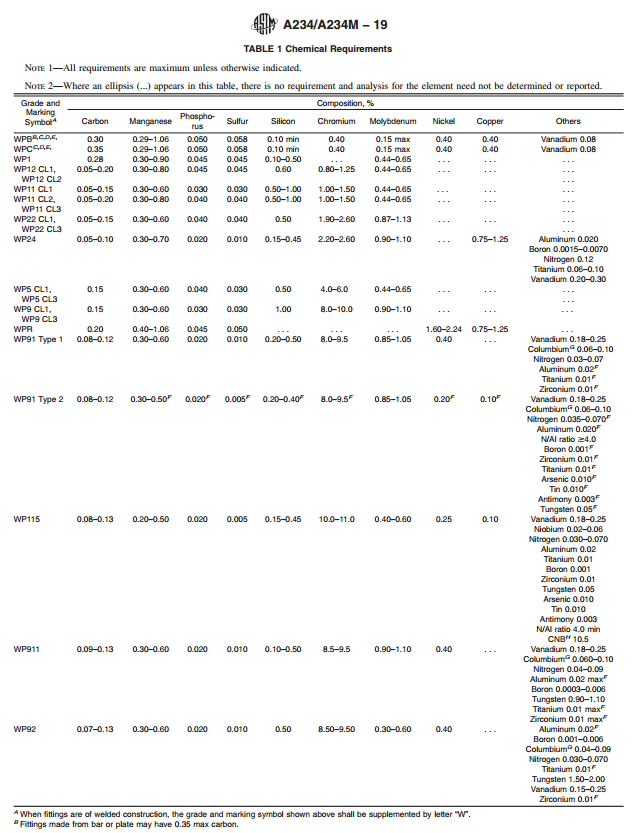 ASTM A234/A234M – 19
TABLE 1 Chemical Requirements
NOTE 1—All requirements are maximum unless otherwise indicated.
NOTE 2—Where an ellipsis (...) appears in this table, there is no requirement and analysis for the element need not be determined or reported.
Grade and Marking Symbol^A Composition, %
Carbon Manganese Phospho-rus Sulfur Silicon Chromium Molybdenum Nickel Copper Others
WPB^B,C,D,E, 0.30 0.29–1.06 0.050 0.058 0.10 min 0.40 0.15 max 0.40 0.40 Vanadium 0.08
WPC^C,D,E, 0.35 0.29–1.06 0.050 0.058 0.10 min 0.40 0.15 max 0.40 0.40 Vanadium 0.08
WP1 0.28 0.30–0.90 0.045 0.045 0.10–0.50 . . . 0.44–0.65 . . . . . . . . .
WP12 CL1, 0.05–0.20 0.30–0.80 0.045 0.045 0.60 0.80–1.25 0.44–0.65 . . . . . . . . .
WP12 CL2 . . .
WP11 CL1 0.05–0.15 0.30–0.60 0.030 0.030 0.50–1.00 1.00–1.50 0.44–0.65 . . . . . . . . .
WP11 CL2, 0.05–0.20 0.30–0.80 0.040 0.040 0.50–1.00 1.00–1.50 0.44–0.65 . . . . . . . . .
WP11 CL3 . . .
WP22 CL1, 0.05–0.15 0.30–0.60 0.040 0.040 0.50 1.90–2.60 0.87–1.13 . . . . . . . . .
WP22 CL3 . . .
WP24 0.05–0.10 0.30–0.70 0.020 0.010 0.15–0.45 2.20–2.60 0.90–1.10 . . . 0.75–1.25 Aluminum 0.020
Boron 0.0015–0.0070
Nitrogen 0.12
Titanium 0.06–0.10
Vanadium 0.20–0.30
WP5 CL1, 0.15 0.30–0.60 0.040 0.030 0.50 4.0–6.0 0.44–0.65 . . . . . . . . .
WP5 CL3 . . .
WP9 CL1, 0.15 0.30–0.60 0.030 0.030 1.00 8.0–10.0 0.90–1.10 . . . . . . . . .
WP9 CL3
WPR 0.20 0.40–1.06 0.045 0.050 . . . . . . . . . 1.60–2.24 0.75–1.25 . . .
WP91 Type 1 0.08–0.12 0.30–0.60 0.020 0.010 0.20–0.50 8.0–9.5 0.85–1.05 0.40 . . . Vanadium 0.18–0.25
Columbium^G 0.06–0.10
Nitrogen 0.03–0.07
Aluminum 0.02^F
Titanium 0.01^F
Zirconium 0.01^F
WP91 Type 2 0.08–0.12 0.30–0.50^F 0.020^F 0.005^F 0.20–0.40^F 8.0–9.5^F 0.85–1.05 0.20^F 0.10^F Vanadium 0.18–0.25
Columbium^G 0.06–0.10
Nitrogen 0.035–0.070^F
Aluminum 0.020^F
N/Al ratio ≥4.0
Boron 0.001^F
Zirconium 0.01^F
Titanium 0.01^F
Arsenic 0.010^F
Tin 0.010^F
Antimony 0.003^F
Tungsten 0.05^F
WP115 0.08–0.13 0.20–0.50 0.020 0.005 0.15–0.45 10.0–11.0 0.40–0.60 0.25 0.10 Vanadium 0.18–0.25
Niobium 0.02–0.06
Nitrogen 0.030–0.070
Aluminum 0.02
Titanium 0.01
Boron 0.001
Zirconium 0.01
Tungsten 0.05
Arsenic 0.010
Tin 0.010
Antimony 0.003
N/Al ratio 4.0 min
CNB^H 10.5
WP911 0.09–0.13 0.30–0.60 0.020 0.010 0.10–0.50 8.5–9.5 0.90–1.10 0.40 . . . Vanadium 0.18–0.25
Columbium^G 0.060–0.10
Nitrogen 0.04–0.09
Aluminum 0.02 max^F
Boron 0.0003–0.006
Tungsten 0.90–1.10
Titanium 0.01 max^F
Zirconium 0.01 max^F
WP92 0.07–0.13 0.30–0.60 0.020 0.010 0.50 8.50–9.50 0.30–0.60 0.40 . . . Aluminum 0.02^F
Boron 0.001–0.006
Columbium^G 0.04–0.09
Nitrogen 0.030–0.070
Titanium 0.01^F
Tungsten 1.50–2.00
Vanadium 0.15–0.25
Zirconium 0.01^F
^A When fittings are of welded construction, the grade and marking symbol shown above shall be supplemented by letter “W”.
^B Fittings made from bar or plate may have 0.35 max carbon.